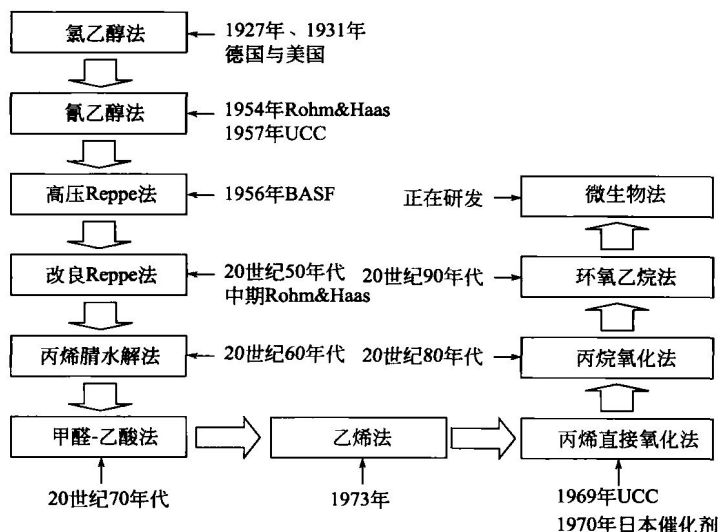 氯乙醇法
1927年、1931年
德国与美国
氰乙醇法
1954年Rohm&Haas
1957年UCC
高压Reppe法
1956年BASF
改良Reppe法
20世纪50年代
中期Rohm&Haas
丙烯腈水解法
20世纪60年代
甲醛-乙酸法
20世纪70年代
乙烯法
1973年
丙烯直接氧化法
1969年UCC
1970年日本催化剂
丙烷氧化法
20世纪80年代
环氧乙烷法
20世纪90年代
微生物法
正在研发